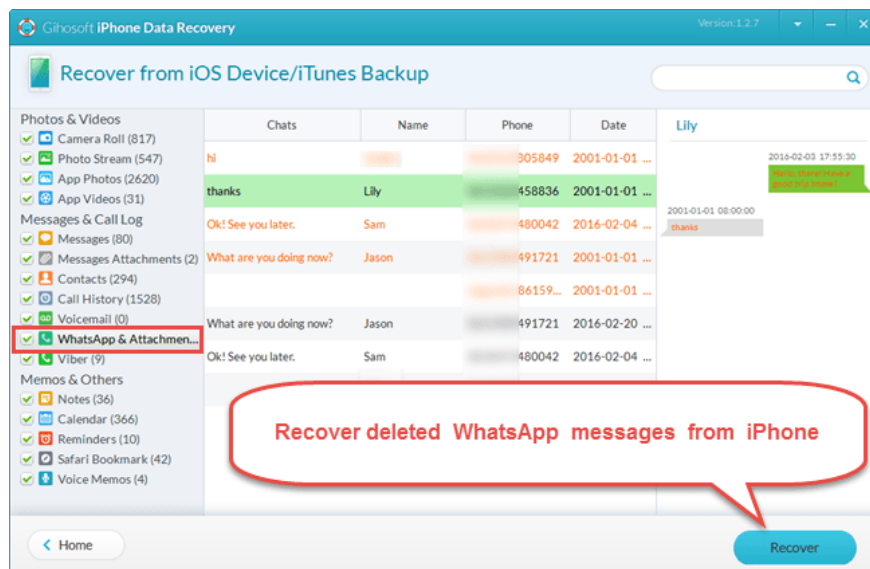 Gihosoft iPhone Data Recovery
Version:1.2.7
Recover from iOS Device/iTunes Backup
Photos & Videos
Camera Roll (817)
Photo Stream (547)
App Photos (2620)
App Videos (31)
Messages & Call Log
Messages (80)
Messages Attachments (2)
Contacts (294)
Call History (1528)
Voicemail (0)
WhatsApp & Attachmen...
Viber (9)
Memos & Others
Notes (36)
Calendar (366)
Reminders (10)
Safari Bookmark (42)
Voice Memos (4)
Chats Name Phone Date
hi 305849 2001-01-01 ...
thanks Lily 458836 2001-01-01 ...
Ok! See you later. Sam 480042 2016-02-04 ...
What are you doing now? Jason 491721 2001-01-01 ...
86159... 2001-01-01 ...
What are you doing now? Jason 491721 2016-02-20 ...
Ok! See you later. Sam 480042 2016-02-04 ...
Lily
2016-02-03 17:55:30
Hello, there! Have a
good trip home!
2001-01-01 08:00:00
thanks
Recover deleted WhatsApp messages from iPhone
Home
Recover